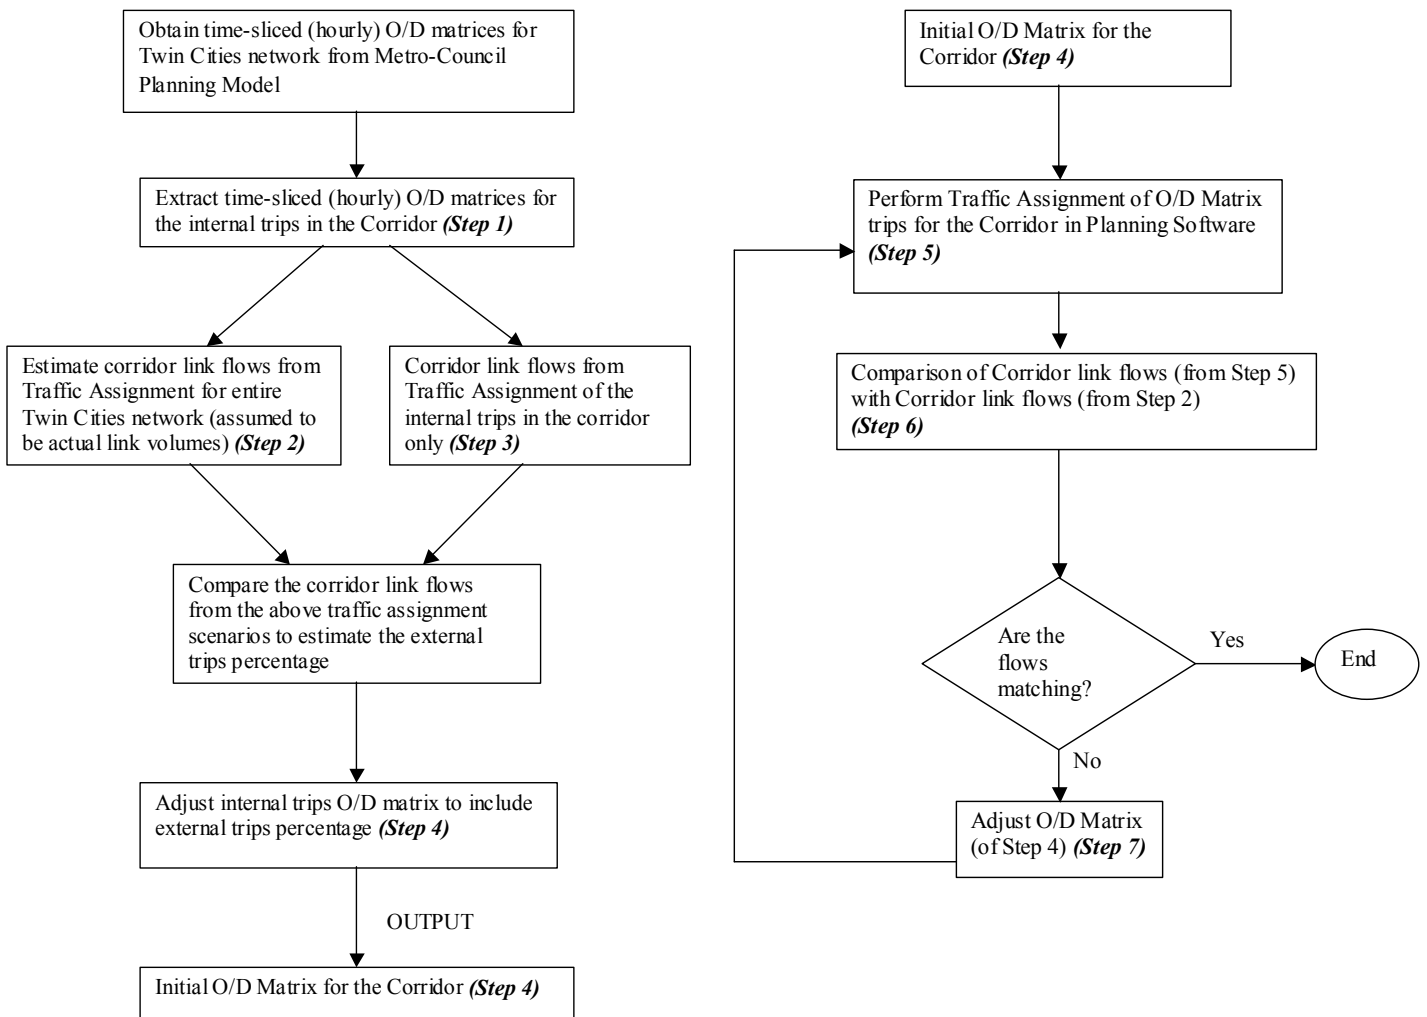 Obtain time-sliced (hourly) O/D matrices for
Twin Cities network from Metro-Council
Planning Model
Extract time-sliced (hourly) O/D matrices for
the internal trips in the Corridor (Step 1)
Estimate corridor link flows from
Traffic Assignment for entire
Twin Cities network (assumed to
be actual link volumes) (Step 2)
Corridor link flows from
Traffic Assignment of the
internal trips in the corridor
only (Step 3)
Compare the corridor link flows
from the above traffic assignment
scenarios to estimate the external
trips percentage
Adjust internal trips O/D matrix to include
external trips percentage (Step 4)
OUTPUT
Initial O/D Matrix for the Corridor (Step 4)
Initial O/D Matrix for the
Corridor (Step 4)
Perform Traffic Assignment of O/D Matrix
trips for the Corridor in Planning Software
(Step 5)
Comparison of Corridor link flows (from Step 5)
with Corridor link flows (from Step 2)
(Step 6)
Are the
flows
matching?
Yes
End
No
Adjust O/D Matrix
(of Step 4) (Step 7)